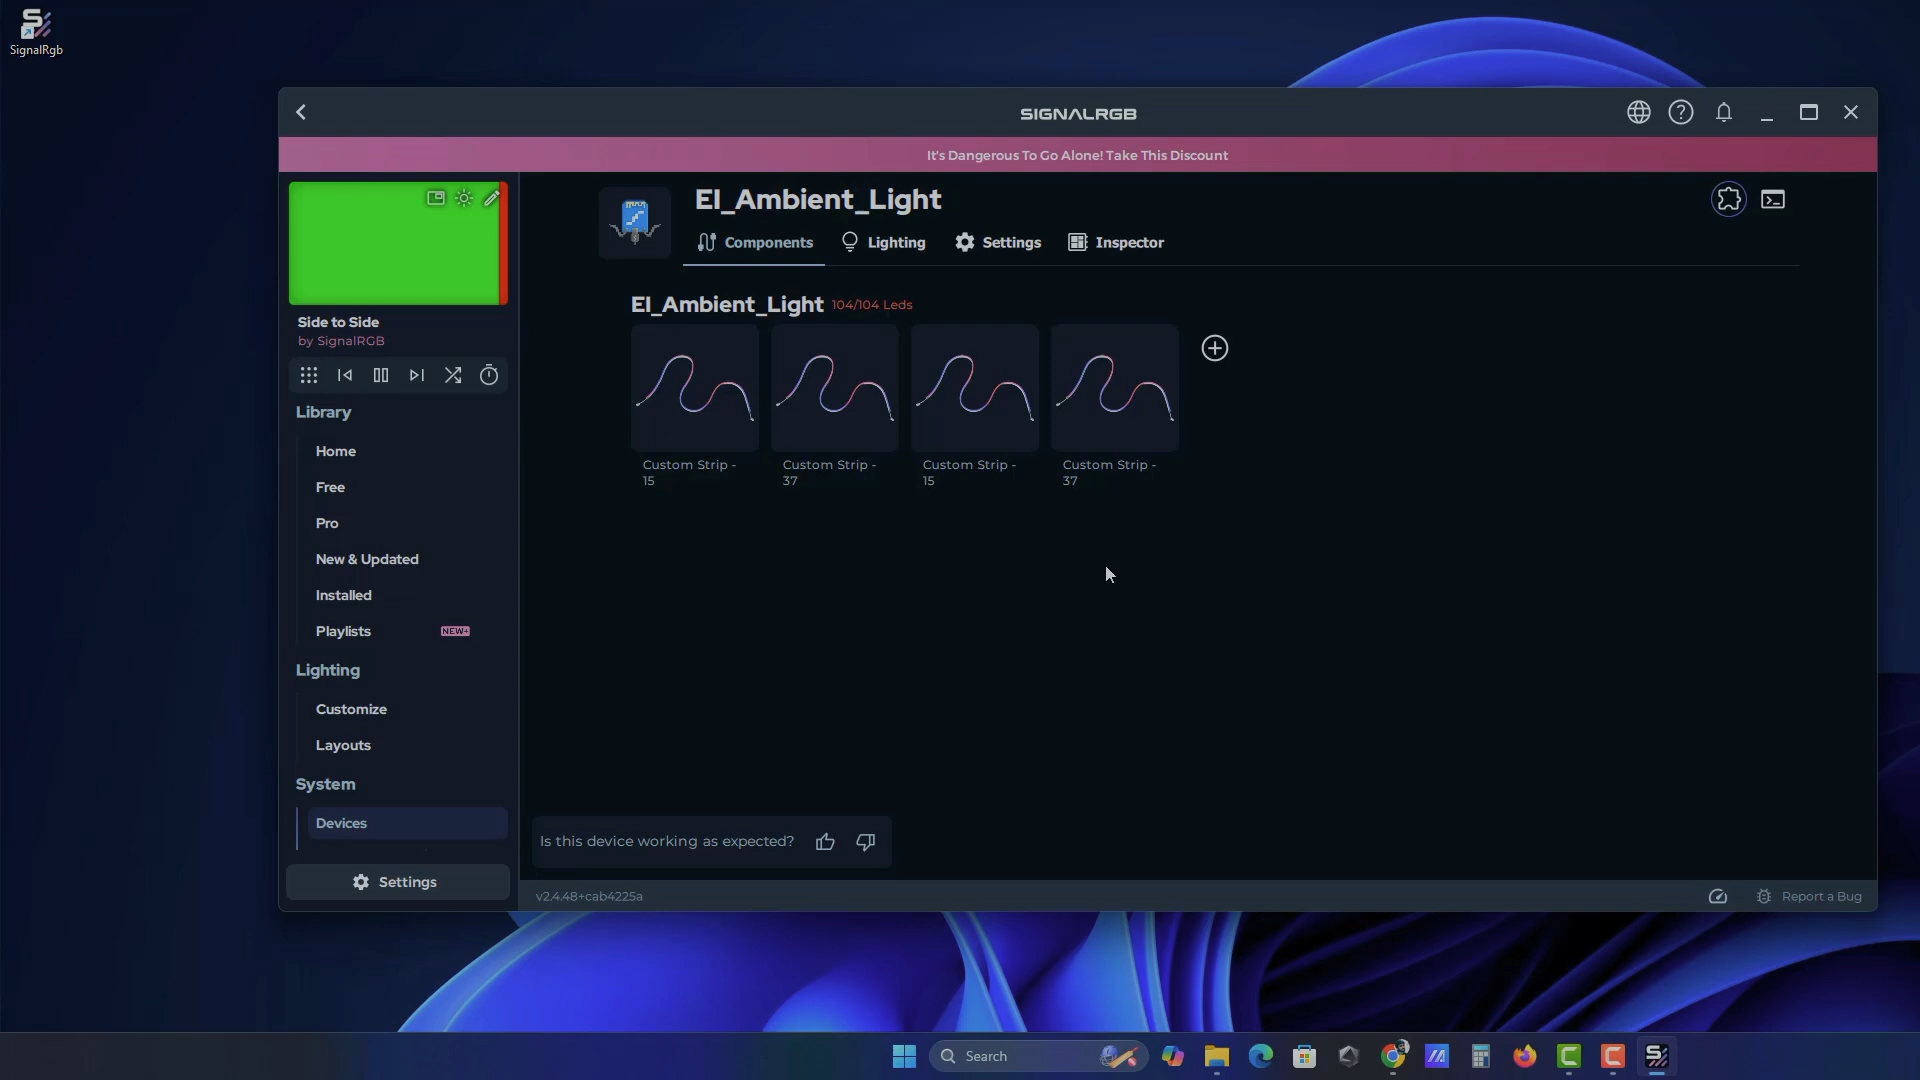 SignalRgb
SIGNALRGB
It's Dangerous To Go Alone! Take This Discount
Side to Side
by SignalRGB
Library
Home
Free
Pro
New & Updated
Installed
Playlists NEW+
Lighting
Customize
Layouts
System
Devices
Settings
EI_Ambient_Light
Components Lighting Settings Inspector
EI_Ambient_Light 104/104 Leds
Custom Strip -
15
Custom Strip -
37
Custom Strip -
15
Custom Strip -
37
Is this device working as expected?
v2.4.48+cab4225a
Report a Bug
Search